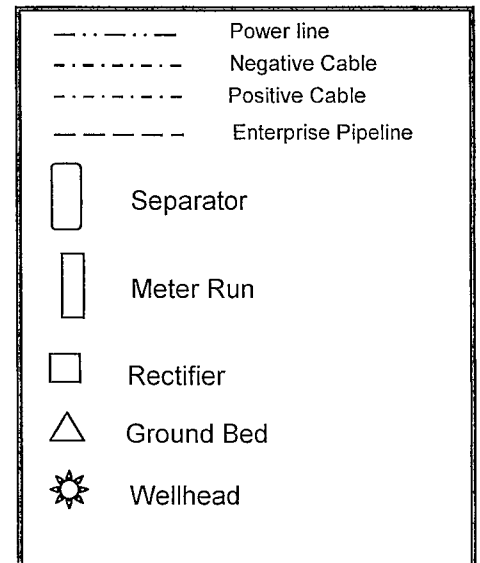 Power line
Negative Cable
Positive Cable
Enterprise Pipeline
Separator
Meter Run
Rectifier
Ground Bed
Wellhead